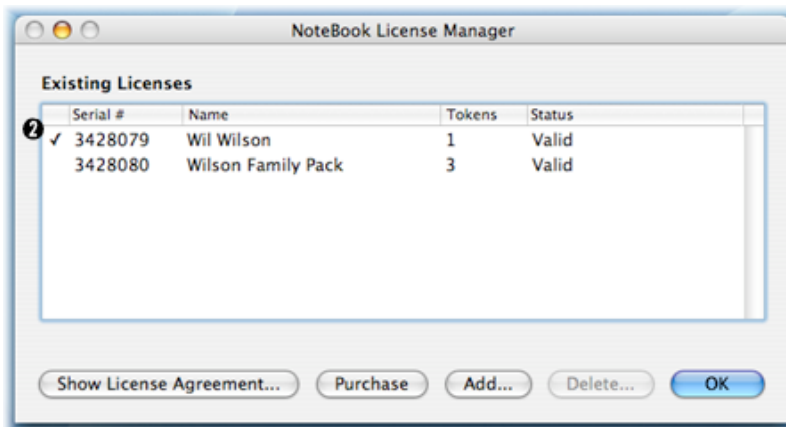 NoteBook License Manager
Existing Licenses
Serial # Name Tokens Status
2
✓ 3428079 Wil Wilson 1 Valid
3428080 Wilson Family Pack 3 Valid
Show License Agreement... Purchase Add... Delete... OK